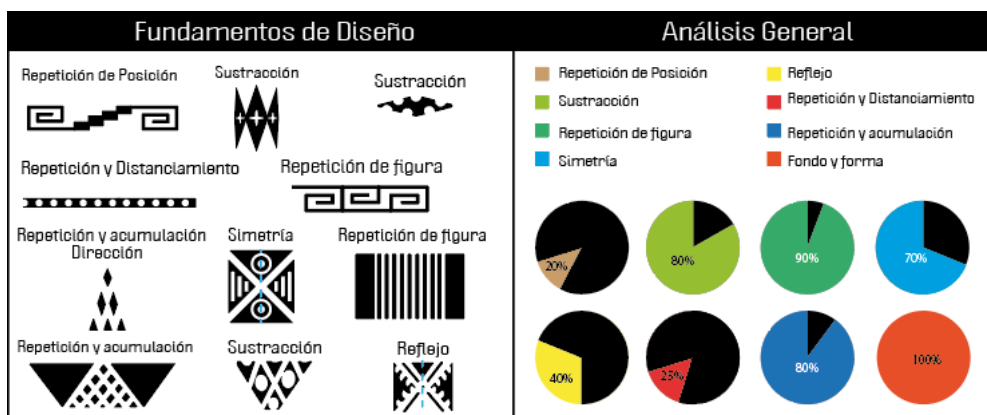 Fundamentos de Diseño
Repetición de Posición
Sustracción
Sustracción
Repetición y Distanciamiento
Repetición de figura
Repetición y acumulación
Dirección
Simetría
Repetición de figura
Repetición y acumulación
Sustracción
Reflejo
Análisis General
Repetición de Posición
Reflejo
Sustracción
Repetición y Distanciamiento
Repetición de figura
Repetición y acumulación
Simetría
Fondo y forma
20%
80%
90%
70%
40%
25%
80%
100%